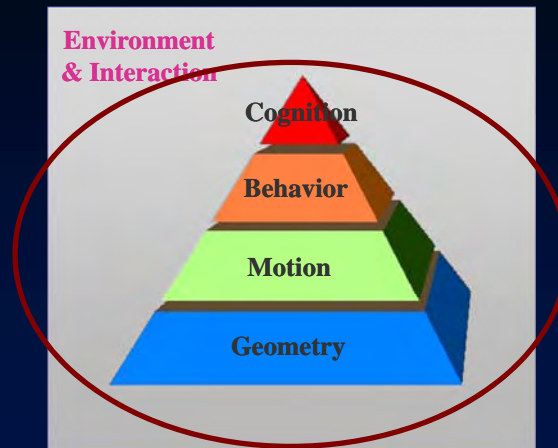 Environment
& Interaction
Cognition
Behavior
Motion
Geometry